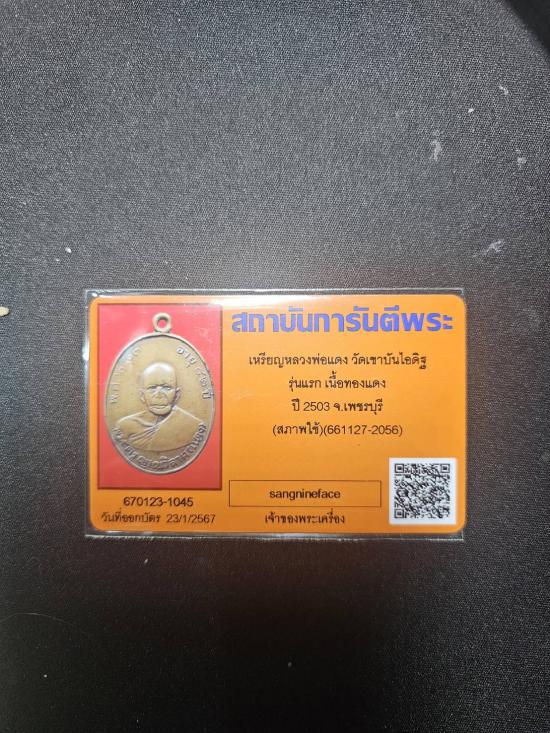 สถาบันการันตีพระ
เหรียญหลวงพ่อแดง วัดเขาบันไดอิฐ
รุ่นแรก เนื้อทองแดง
ปี 2503 จ.เพชรบุรี
(สภาพใช้)(661127-2056)
sangnineface
เจ้าของพระเครื่อง
670123-1045
วันที่ออกบัตร 23/1/2567